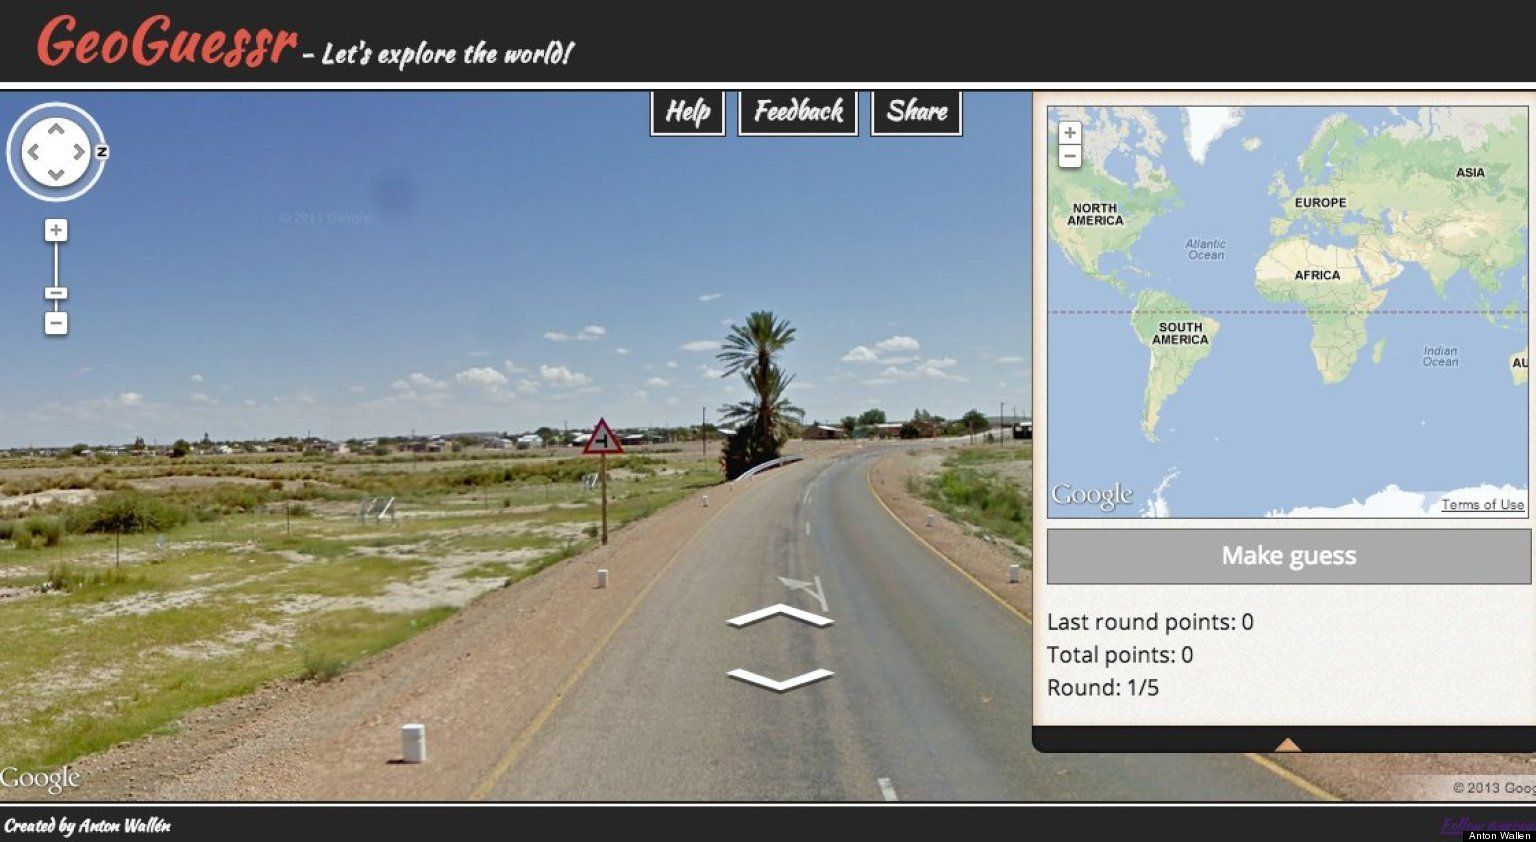 GeoGuessr - Let's explore the world!
Help
Feedback
Share
N
© 2011 Google
NORTH
AMERICA
EUROPE
ASIA
Atlantic
Ocean
AFRICA
SOUTH
AMERICA
Indian
Ocean
AU
Google
Terms of Use
Make guess
Last round points: 0
Total points: 0
Round: 1/5
Google
© 2013 Goog
Created by Anton Wallén
Follow
Anton Wallen